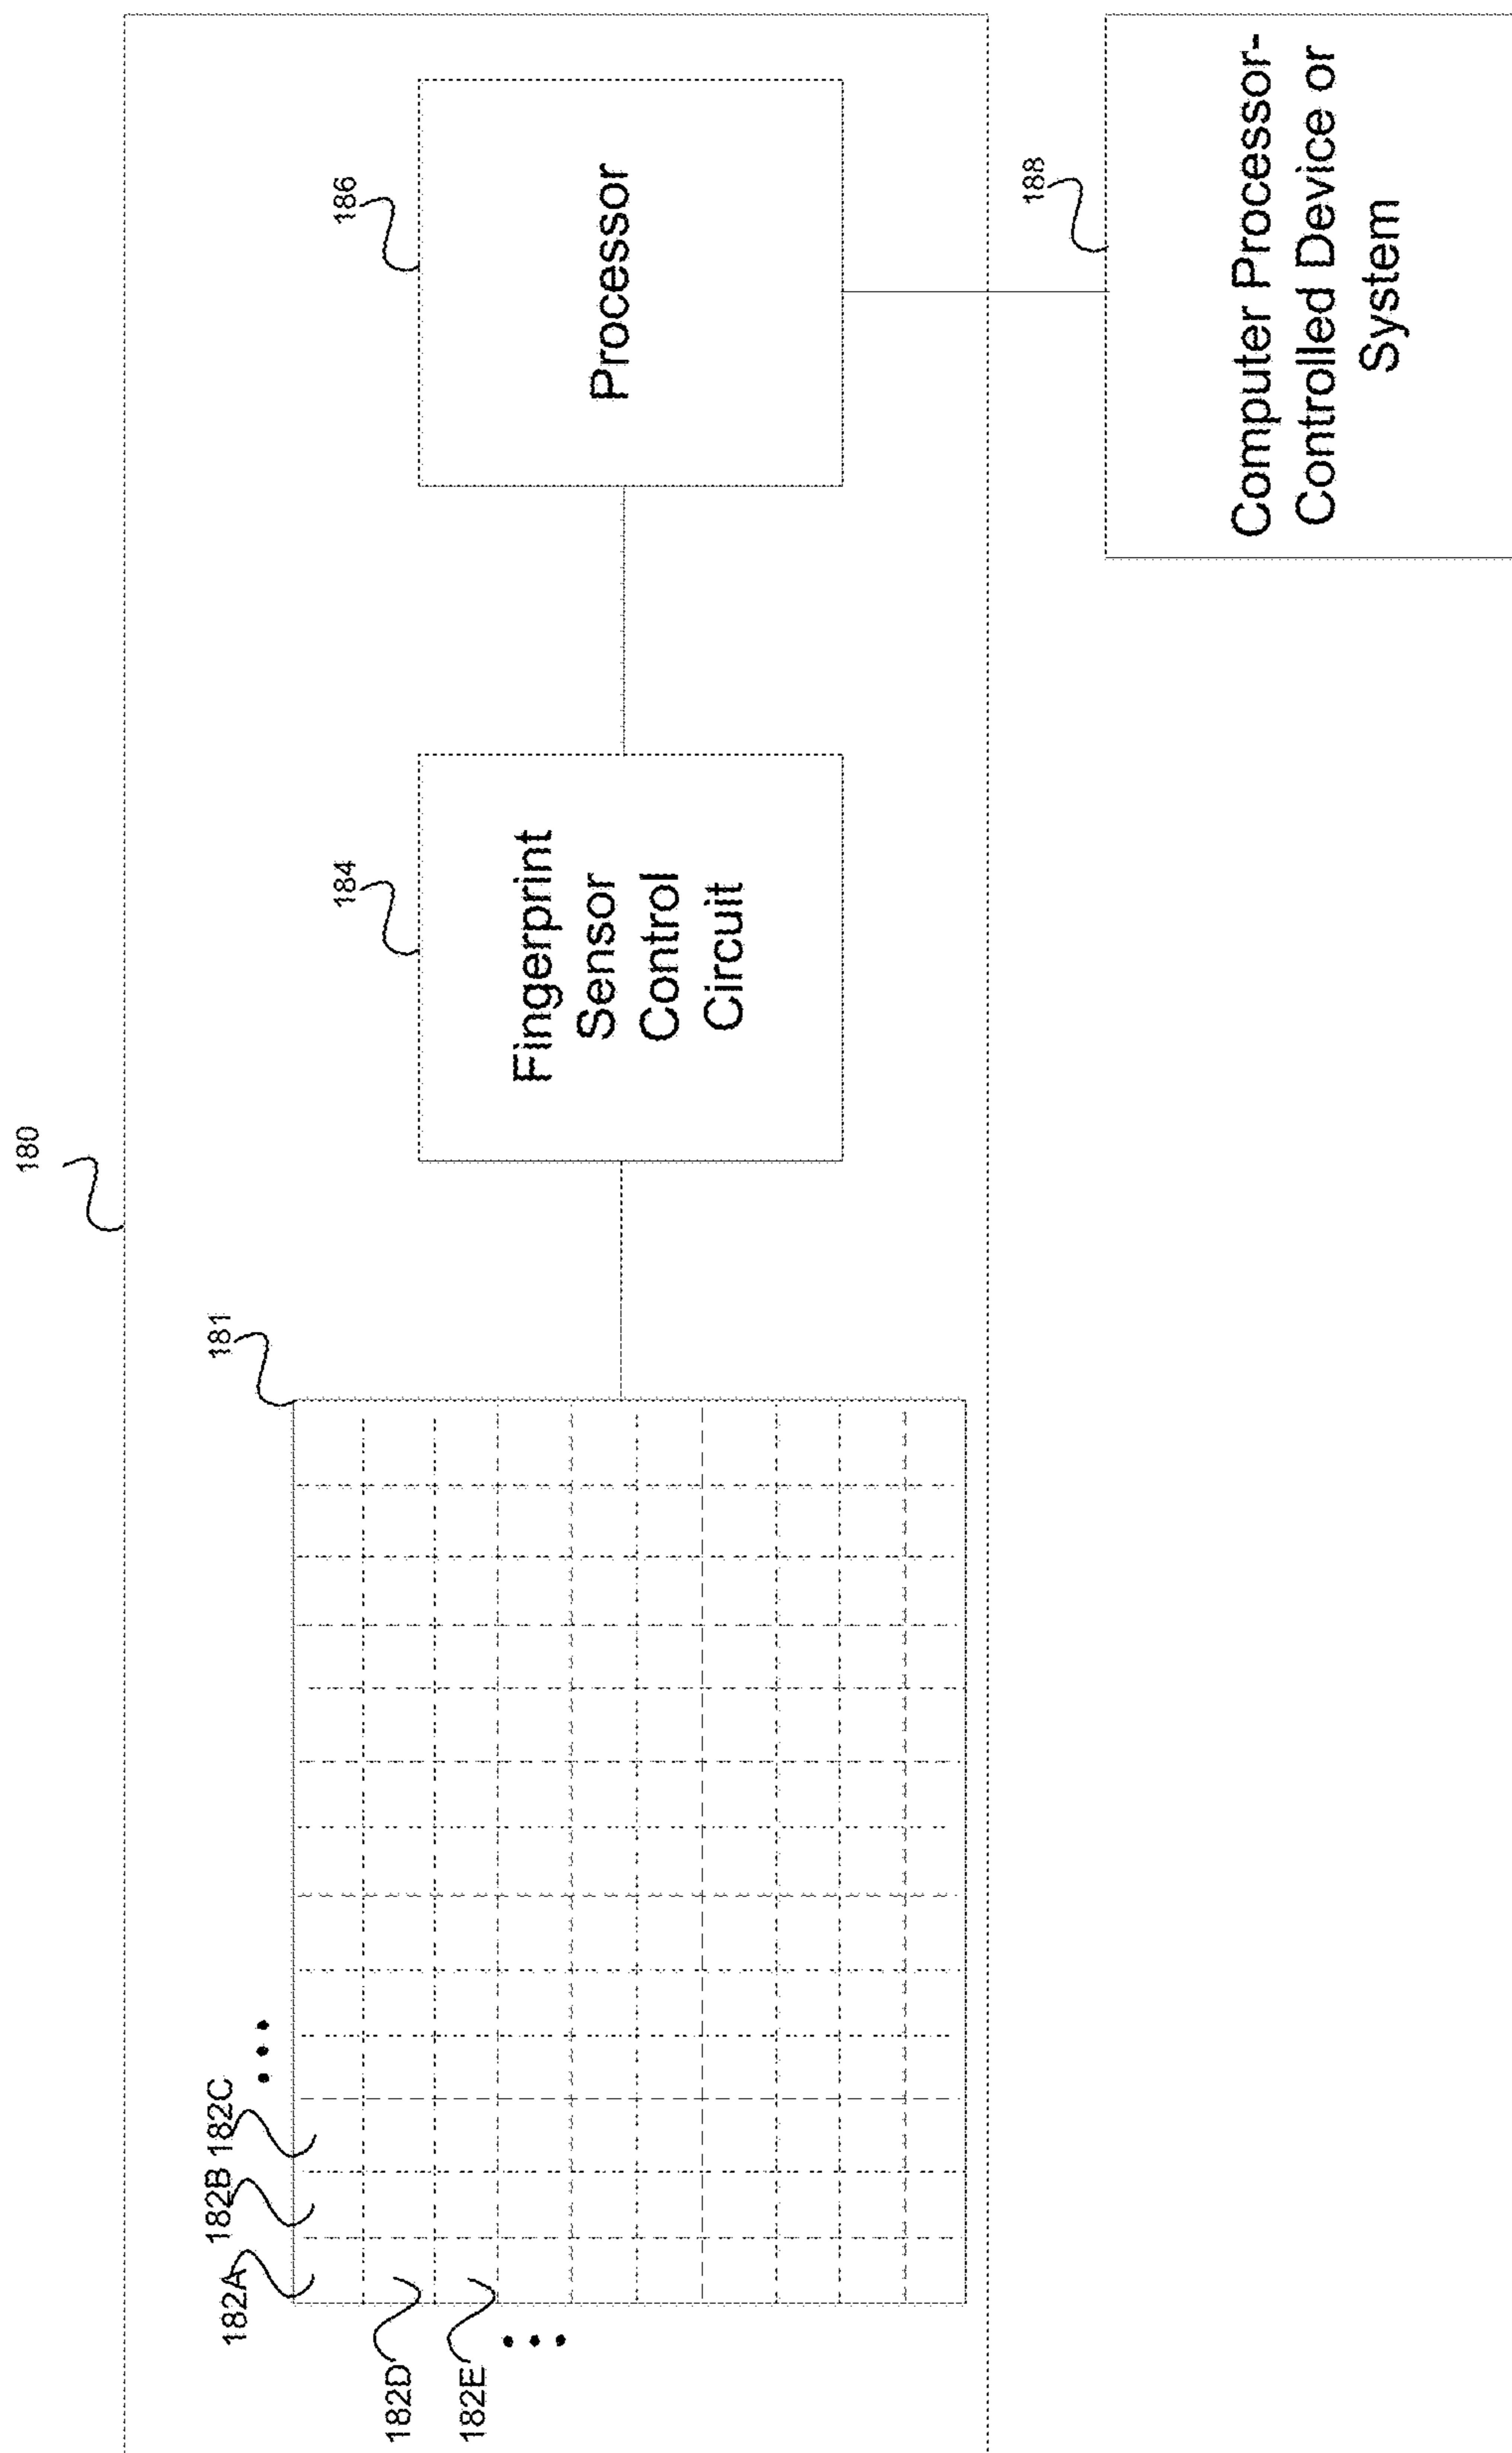 180
181
182A
182B
182C
182D
182E
184
Fingerprint
Sensor
Control
Circuit
186
Processor
188
Computer Processor-
Controlled Device or
System